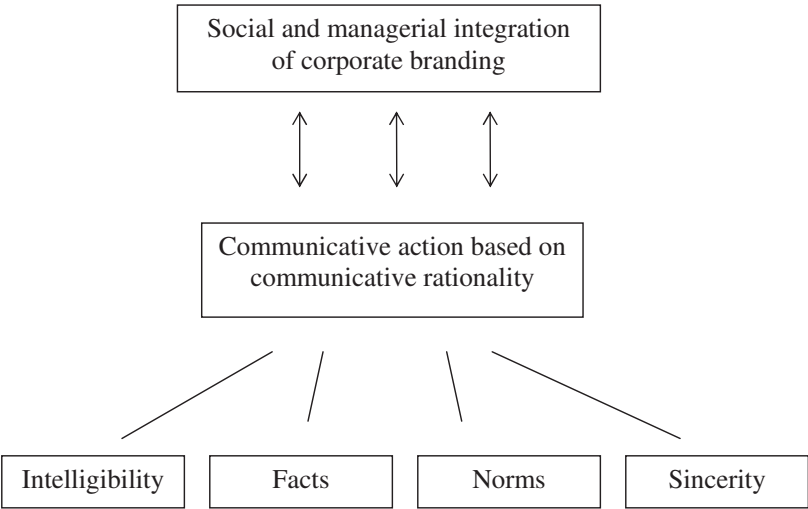 Social and managerial integration
of corporate branding
Communicative action based on
communicative rationality
Intelligibility
Facts
Norms
Sincerity